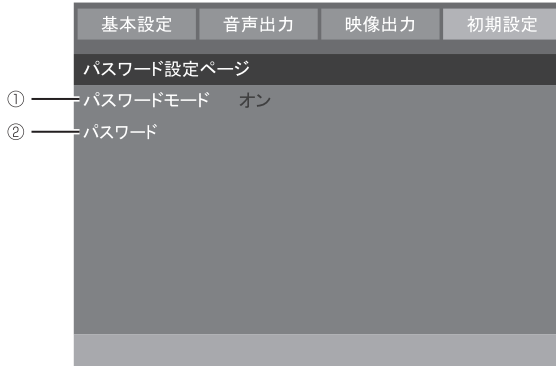 基本設定 音声出力 映像出力 初期設定
パスワード設定ページ
① パスワードモード オン
② パスワード